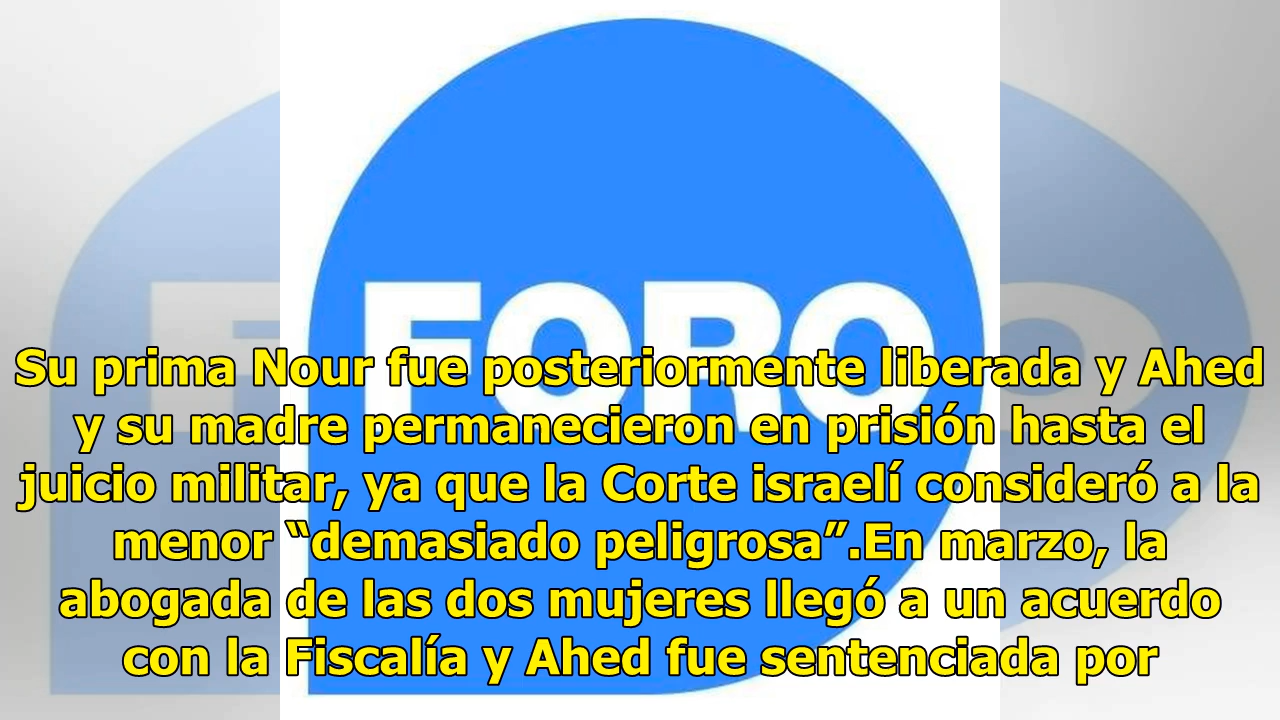 FORO
Su prima Nour fue posteriormente liberada y Ahed
y su madre permanecieron en prisión hasta el
juicio militar, ya que la Corte israelí consideró a la
menor “demasiado peligrosa”.En marzo, la
abogada de las dos mujeres llegó a un acuerdo
con la Fiscalía y Ahed fue sentenciada por